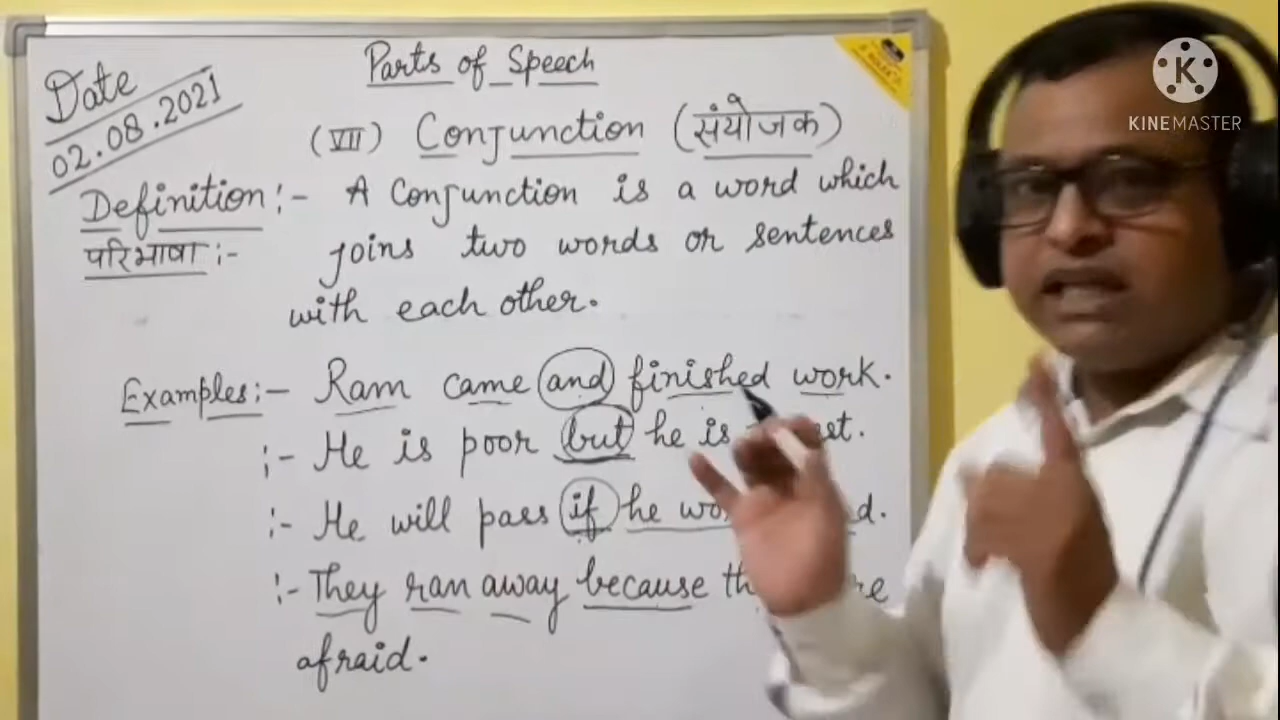 Parts of Speech
Date
02.08.2021
(VII) Conjunction (संयोजक)
Definition :- A Conjunction is a word which
परिभाषा :- joins two words or sentences
with each other.
Examples:- Ram came and finished work.
:- He is poor but he is
:- He will pass if he
:- They ran away because
afraid.
KINEMASTER